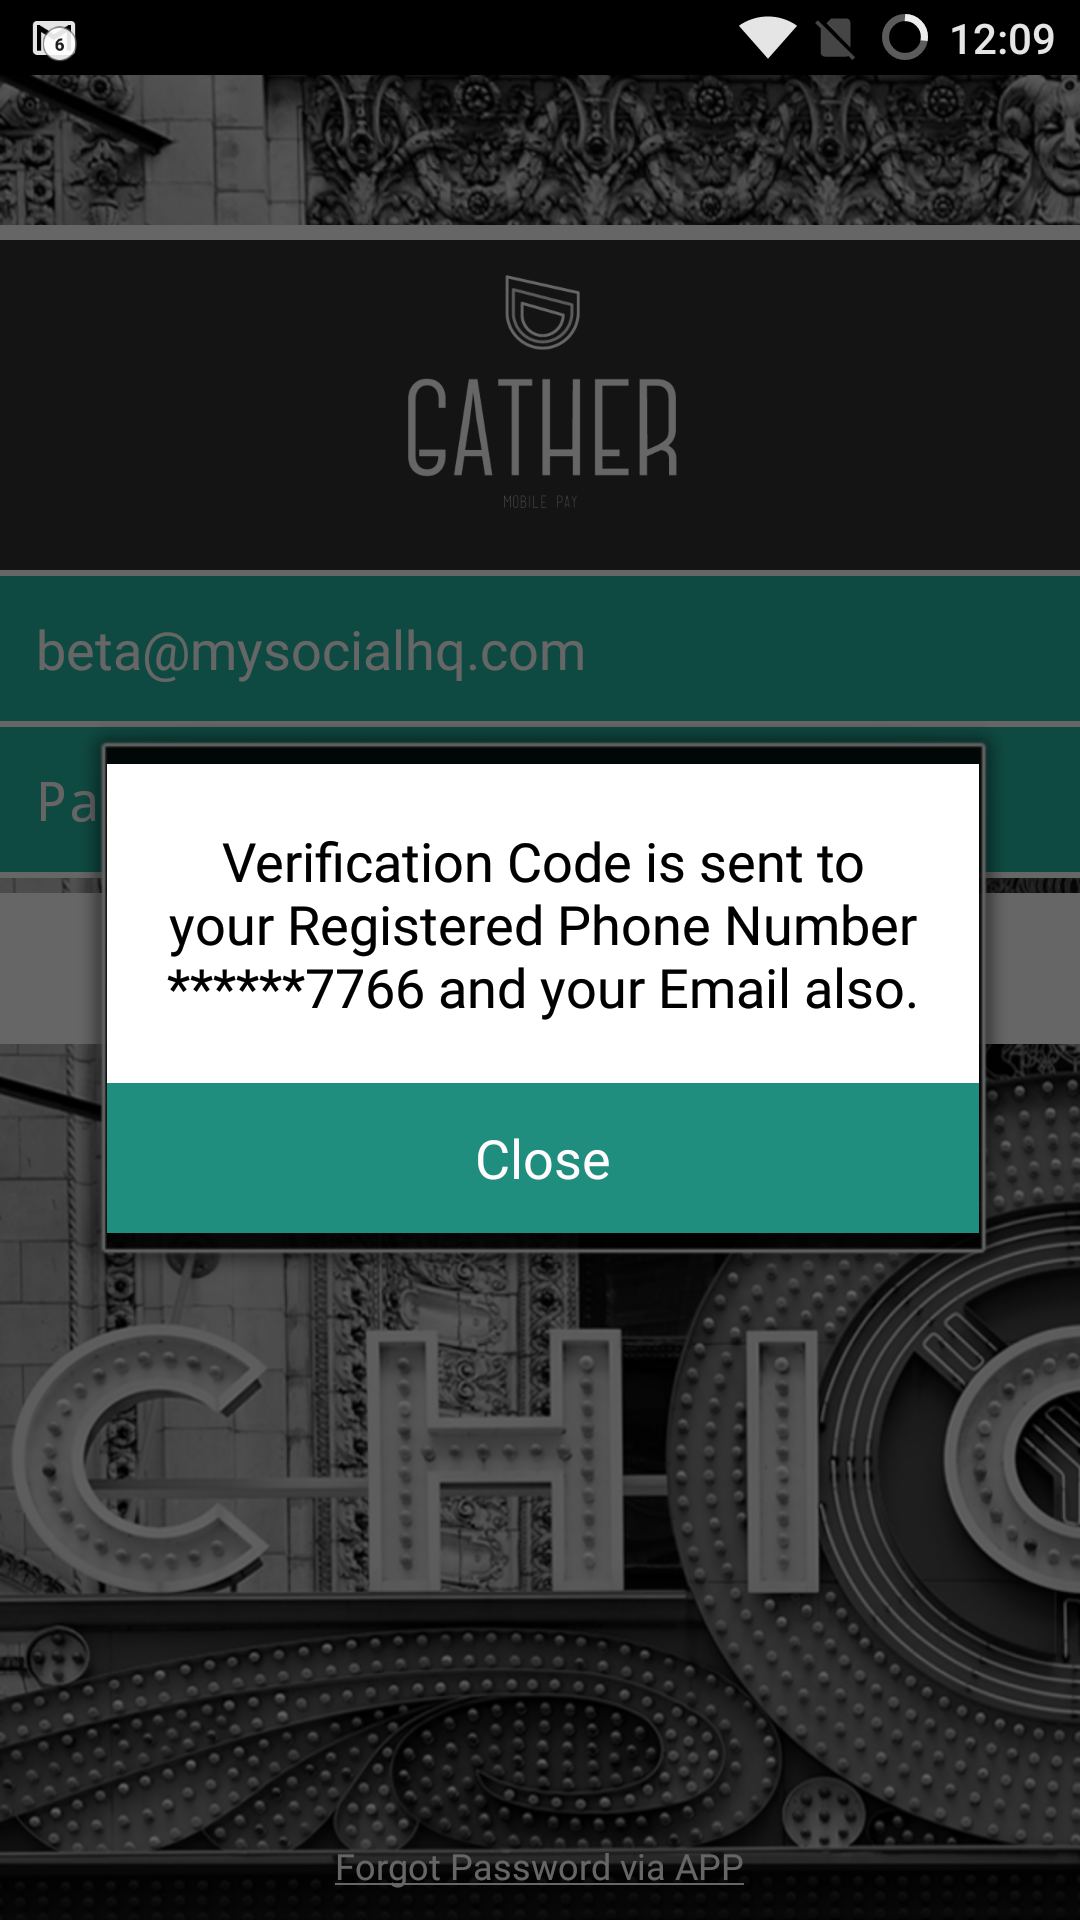 6
12:09
GATHER
MOBILE PAY
beta@mysocialhq.com
Pa
Verification Code is sent to
your Registered Phone Number
******7766 and your Email also.
Close
CHIC
Forgot Password via APP